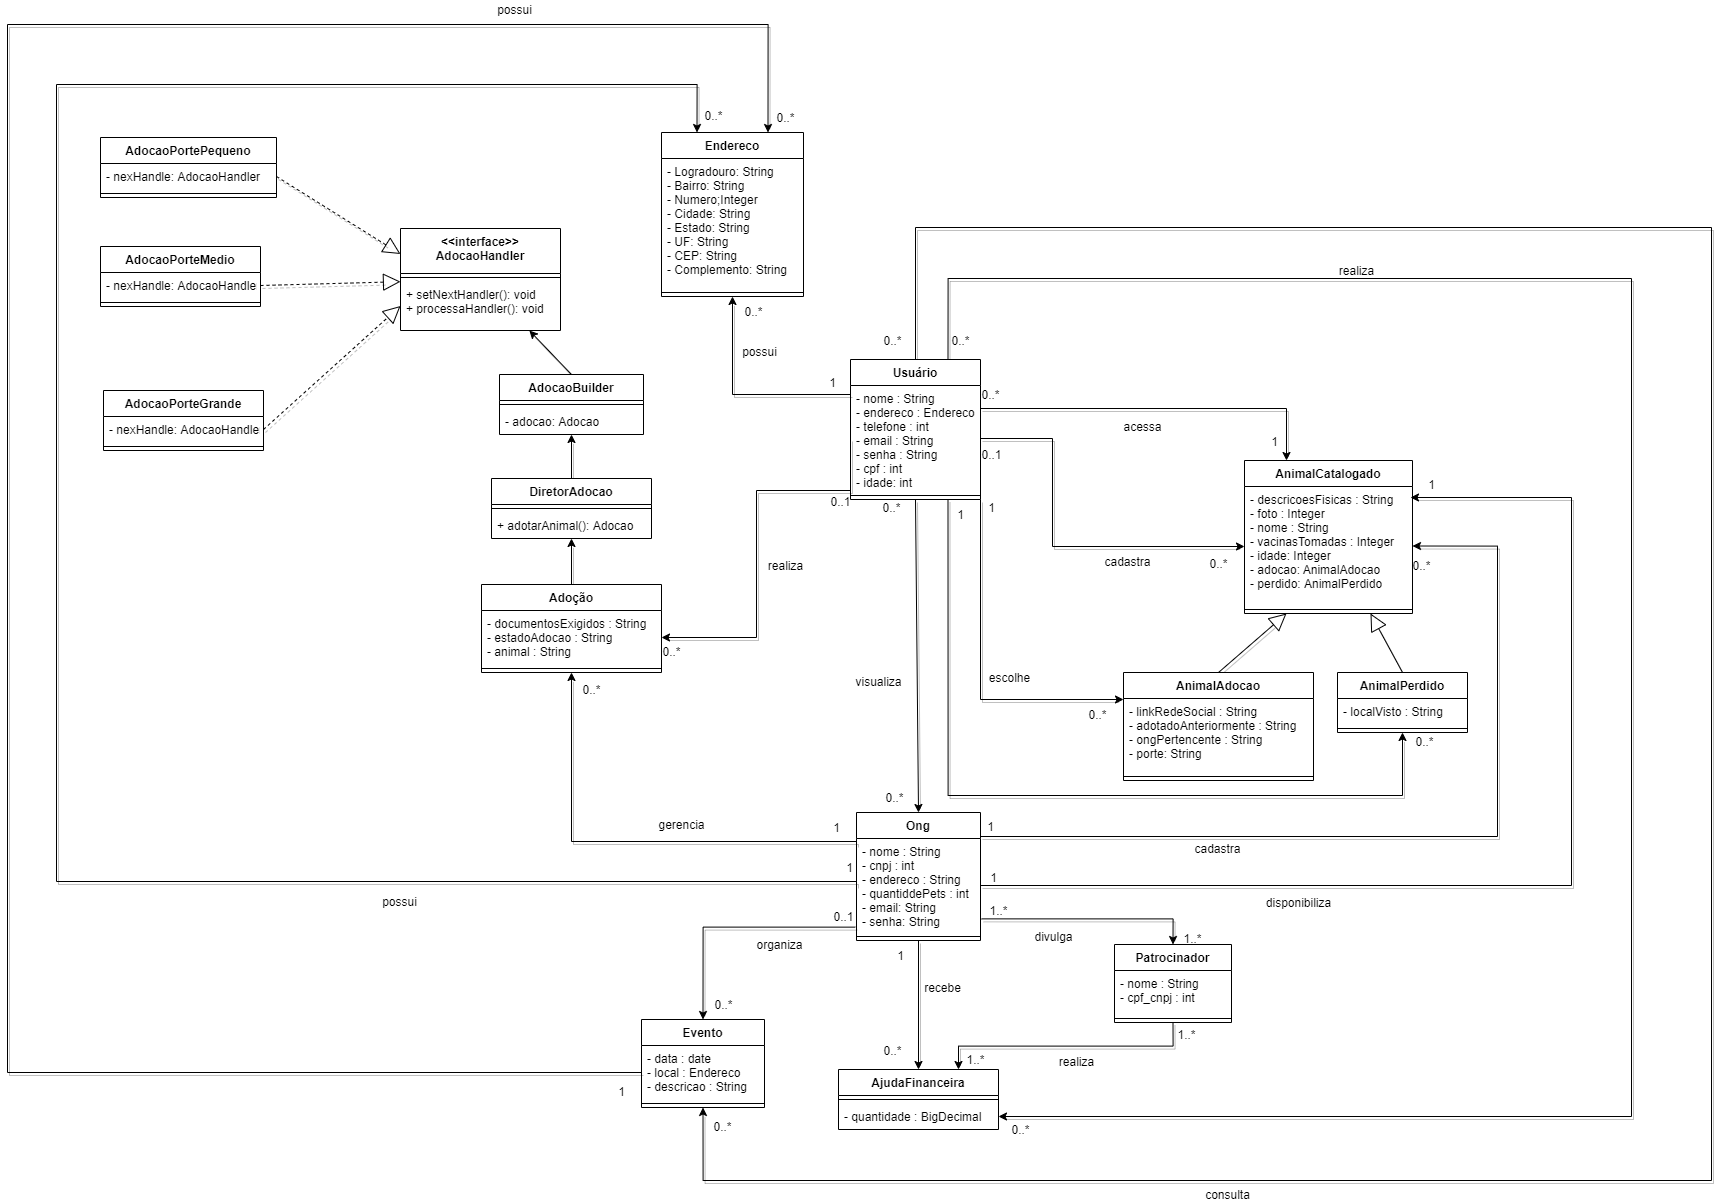 possui
0..*
0..*
AdocaoPortePequeno
- nexHandle: AdocaoHandler
Endereco
- Logradouro: String
- Bairro: String
- Numero;Integer
- Cidade: String
- Estado: String
- UF: String
- CEP: String
- Complemento: String
AdocaoPorteMedio
- nexHandle: AdocaoHandle
<<interface>>
AdocaoHandler
+ setNextHandler(): void
+ processaHandler(): void
AdocaoPorteGrande
- nexHandle: AdocaoHandle
realiza
0..*
possui
1
0..*
0..*
AdocaoBuilder
- adocao: Adocao
Usuário
- nome : String
- endereco : Endereco
- telefone : int
- email : String
- senha : String
- cpf : int
- idade: int
0..*
acessa
1
0..1
cadastra
0..*
AnimalCatalogado
- descricoesFisicas : String
- foto : Integer
- nome : String
- vacinasTomadas : Integer
- idade: Integer
- adocao: AnimalAdocao
- perdido: AnimalPerdido
1
0..*
DiretorAdocao
+ adotarAnimal(): Adocao
0..1
0..*
1
1
realiza
Adoção
- documentosExigidos : String
- estadoAdocao : String
- animal : String
0..*
0..*
visualiza
escolhe
0..*
AnimalAdocao
- linkRedeSocial : String
- adotadoAnteriormente : String
- ongPertencente : String
- porte: String
AnimalPerdido
- localVisto : String
0..*
0..*
gerencia
1
Ong
- nome : String
- cnpj : int
- endereco : String
- quantiddePets : int
- email: String
- senha: String
1
cadastra
1
possui
1
disponibiliza
0..1
organiza
1..*
divulga
1..*
Patrocinador
- nome : String
- cpf_cnpj : int
1
recebe
0..*
0..*
1..*
realiza
1..*
Evento
- data : date
- local : Endereco
- descricao : String
1
0..*
AjudaFinanceira
- quantidade : BigDecimal
0..*
consulta